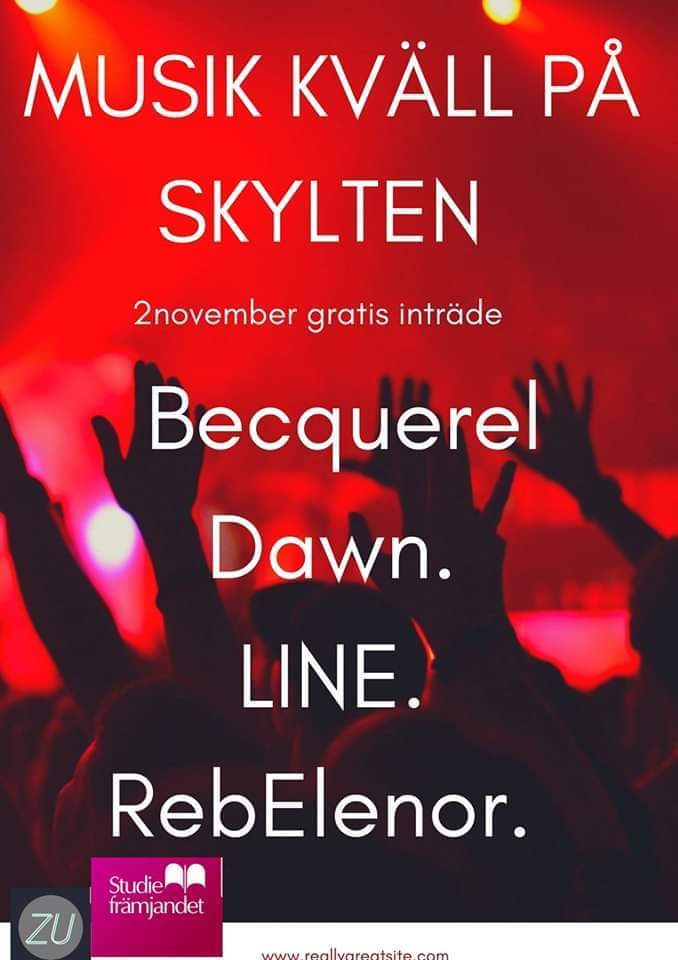 MUSIK KVÄLL PÅ
SKYLTEN
2november gratis inträde
Becquerel
Dawn.
LINE.
RebElenor.
Studie
främjandet
ZU
www.reallygreatsite.com